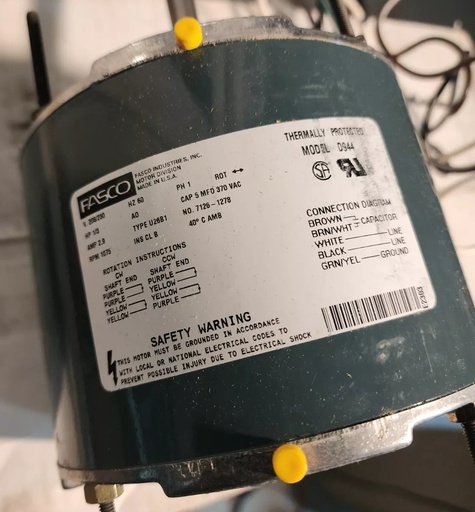 FASCO
FASCO INDUSTRIES, INC.
MOTOR DIVISION
MADE IN U.S.A.
THERMALLY PROTECTED
MODEL D944
V. 208/230 HZ 60 PH 1 ROT ↔
HP 1/3 AO CAP 5 MFD 370 VAC
AMP 2.9 TYPE U26B1 NO. 7126-1278
RPM 1075 INS CL B 40° C AMB
ROTATION INSTRUCTIONS
CW CCW
SHAFT END SHAFT END
PURPLE YELLOW
PURPLE YELLOW
YELLOW PURPLE
YELLOW PURPLE
CONNECTION DIAGRAM
BROWN CAPACITOR
BRN/WHT
WHITE LINE
BLACK LINE
GRN/YEL GROUND
SAFETY WARNING
THIS MOTOR MUST BE GROUNDED IN ACCORDANCE
WITH LOCAL OR NATIONAL ELECTRICAL CODES TO
PREVENT POSSIBLE INJURY DUE TO ELECTRICAL SHOCK